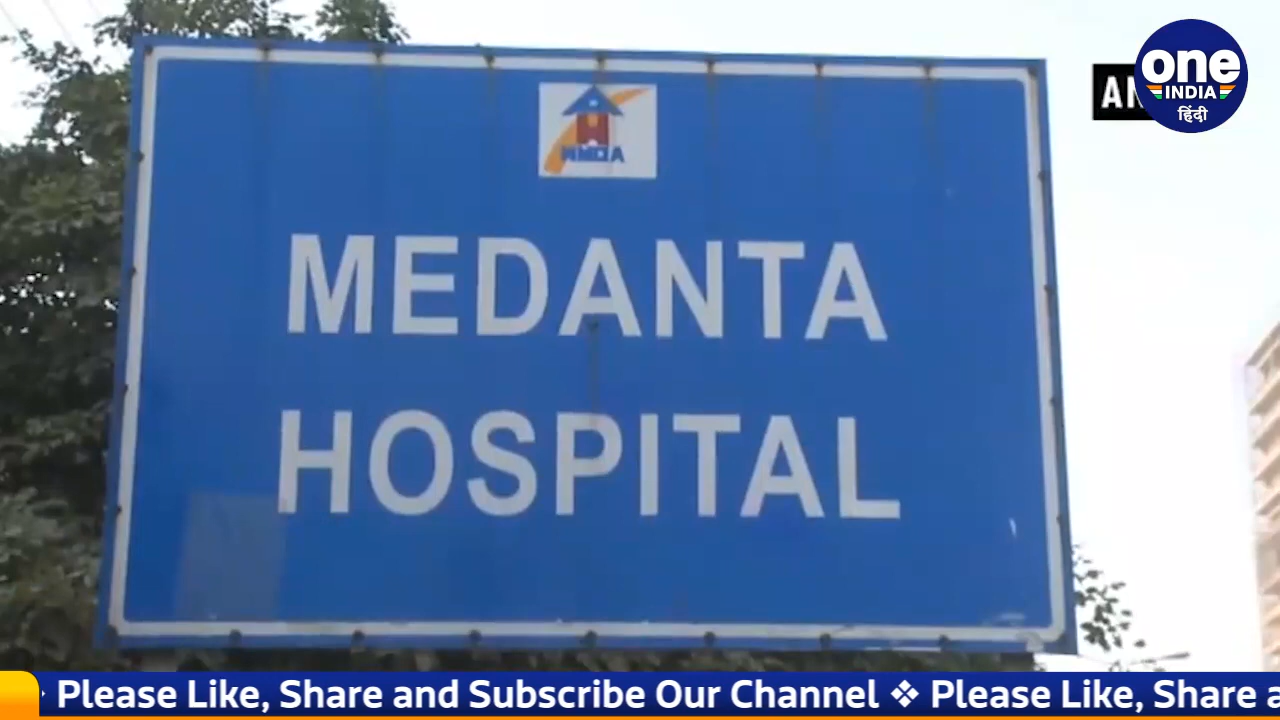 one
INDIA
हिंदी
MEDANTA
HOSPITAL
Please Like, Share and Subscribe Our Channel ❖ Please Like, Share a